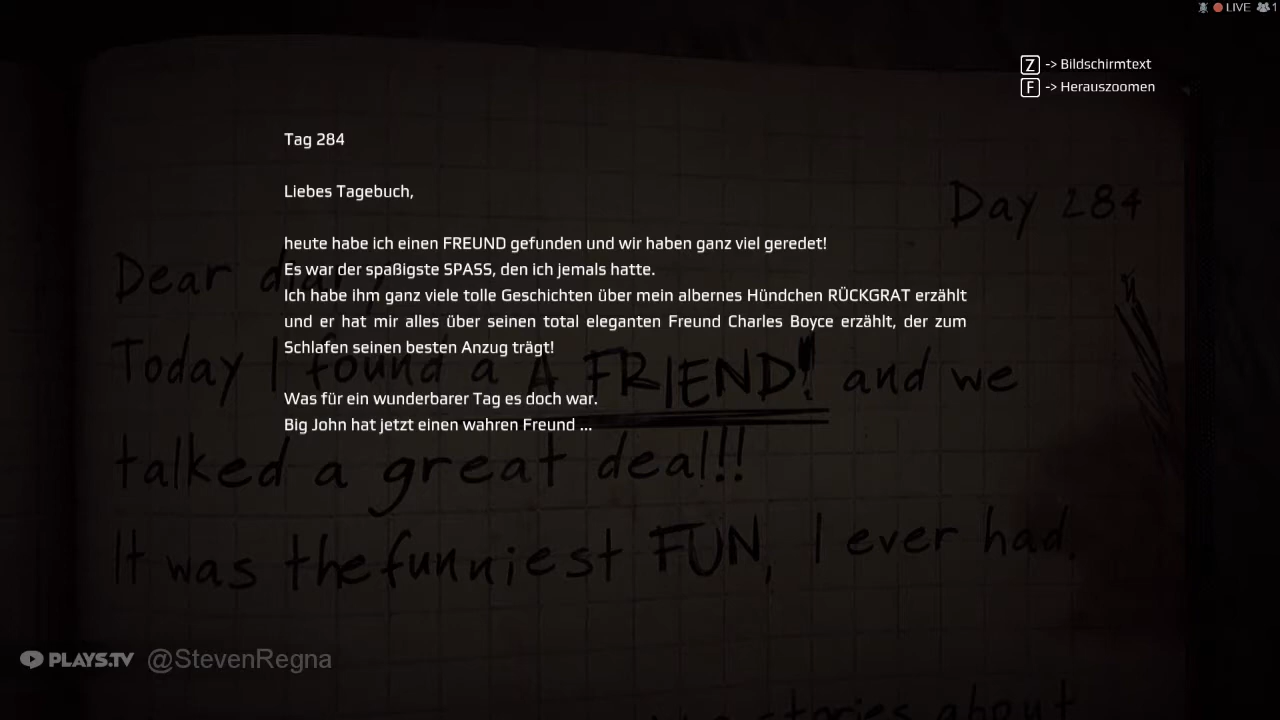 LIVE 1
Z -> Bildschirmtext
F -> Herauszoomen
Tag 284
Liebes Tagebuch,
heute habe ich einen FREUND gefunden und wir haben ganz viel geredet!
Es war der spaßigste SPASS, den ich jemals hatte.
Ich habe ihm ganz viele tolle Geschichten über mein albernes Hündchen RÜCKGRAT erzählt
und er hat mir alles über seinen total eleganten Freund Charles Boyce erzählt, der zum
Schlafen seinen besten Anzug trägt!
Was für ein wunderbarer Tag es doch war.
Big John hat jetzt einen wahren Freund ...
Day 284
Dear diary
Today I found a A FRIEND! and we
talked a great deal!!!
It was the funniest FUN, I ever had.
stories about
PLAYS.TV @StevenRegna